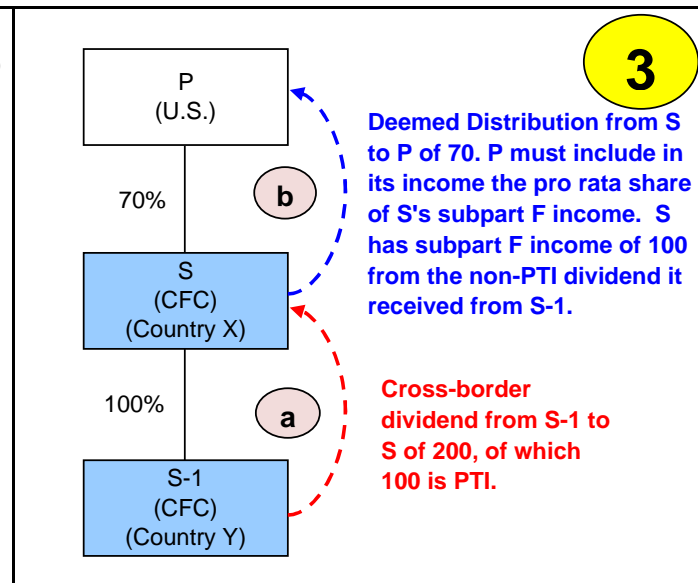 3
P
(U.S.)
Deemed Distribution from S
to P of 70. P must include in
its income the pro rata share
of S's subpart F income. S
has subpart F income of 100
from the non-PTI dividend it
received from S-1.
70%
b
S
(CFC)
(Country X)
100%
a
Cross-border
dividend from S-1 to
S of 200, of which
100 is PTI.
S-1
(CFC)
(Country Y)